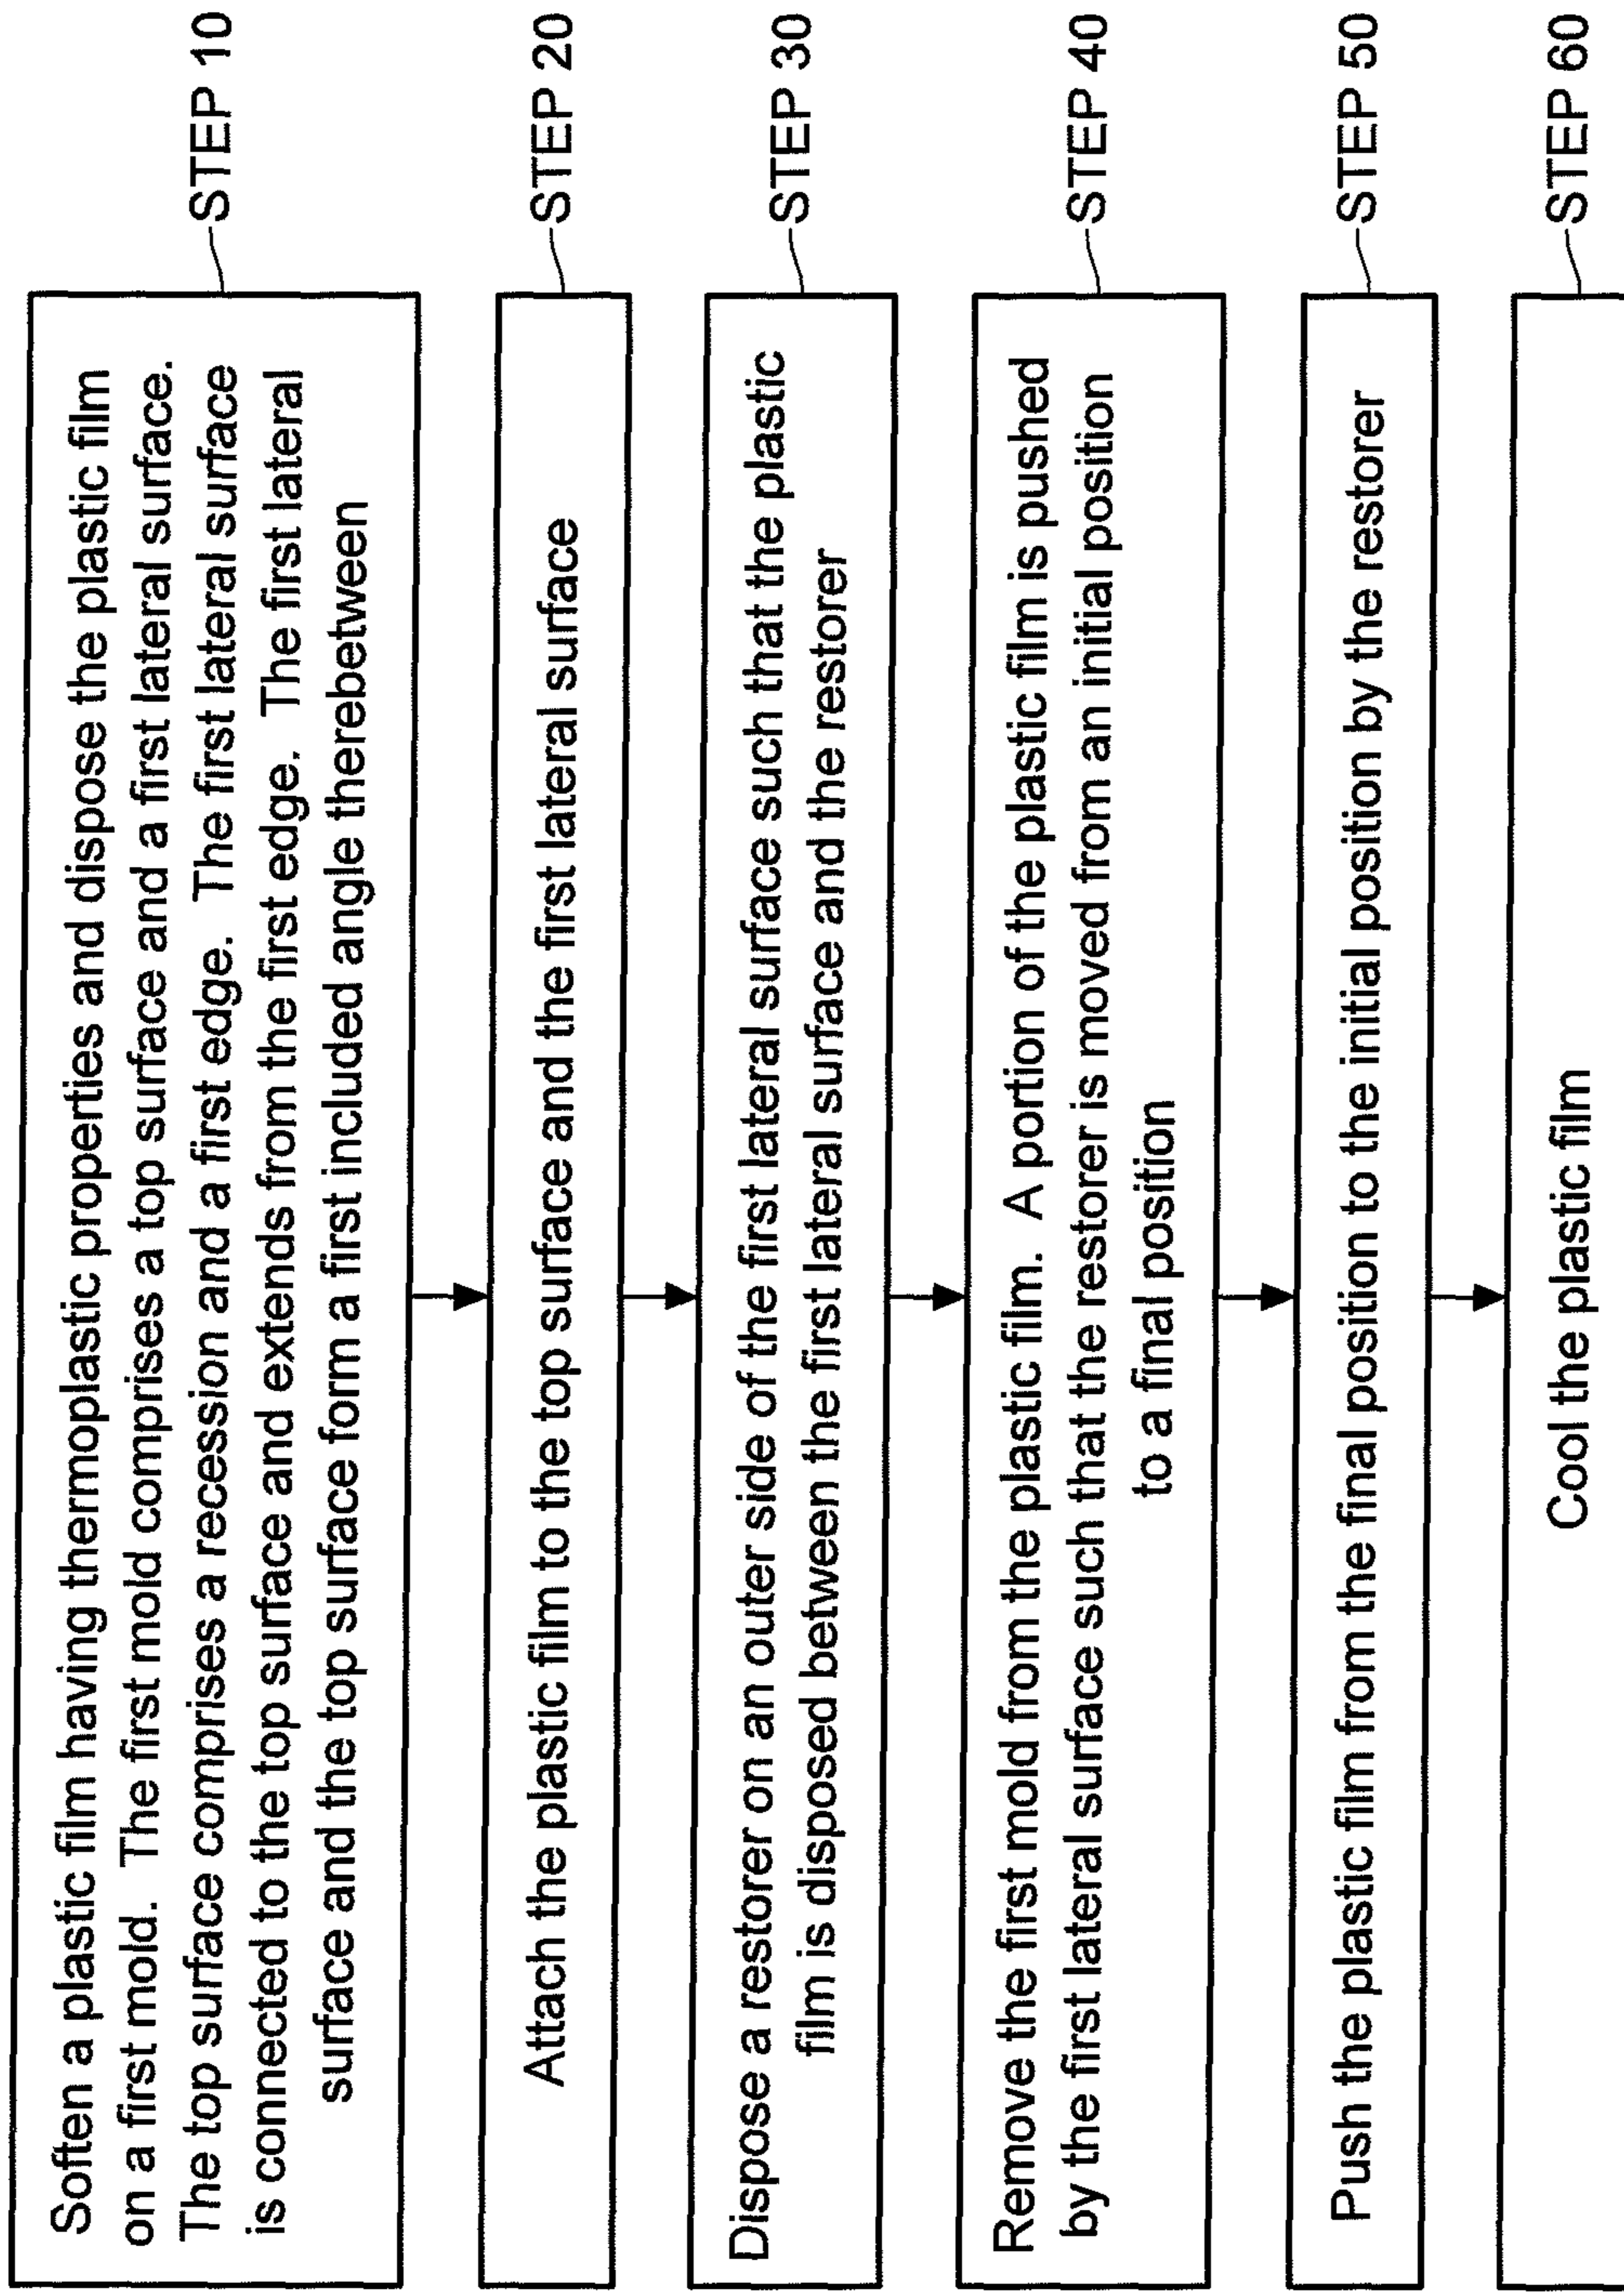 Soften a plastic film having thermoplastic properties and dispose the plastic film
on a first mold. The first mold comprises a top surface and a first lateral surface.
The top surface comprises a recession and a first edge. The first lateral surface
is connected to the top surface and extends from the first edge. The first lateral
surface and the top surface form a first included angle therebetween
STEP 10
Attach the plastic film to the top surface and the first lateral surface
STEP 20
Dispose a restorer on an outer side of the first lateral surface such that the plastic
film is disposed between the first lateral surface and the restorer
STEP 30
Remove the first mold from the plastic film. A portion of the plastic film is pushed
by the first lateral surface such that the restorer is moved from an initial position
to a final position
STEP 40
Push the plastic film from the final position to the initial position by the restorer
STEP 50
Cool the plastic film
STEP 60